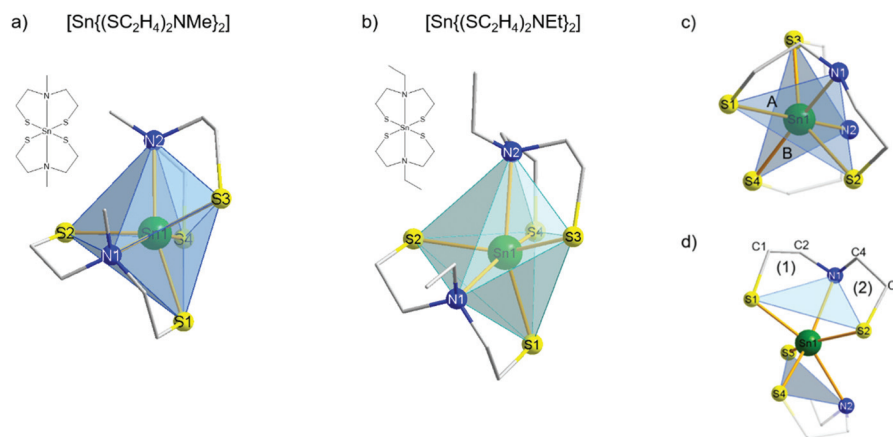 a) [Sn{(SC₂H₄)₂NMe}₂]
N
S S
Sn
S S
N
N2
S3
S2
Sn1
S4
N1
S1
b) [Sn{(SC₂H₄)₂NEt}₂]
N
S S
Sn
S S
N
N2
S4
S2
S3
Sn1
N1
S1
c)
S3
N1
S1
A
Sn1
N2
B
S4
S2
d)
C1 C2 C4
(1)
N1
(2)
C
S1
S2
Sn1
S4
N2